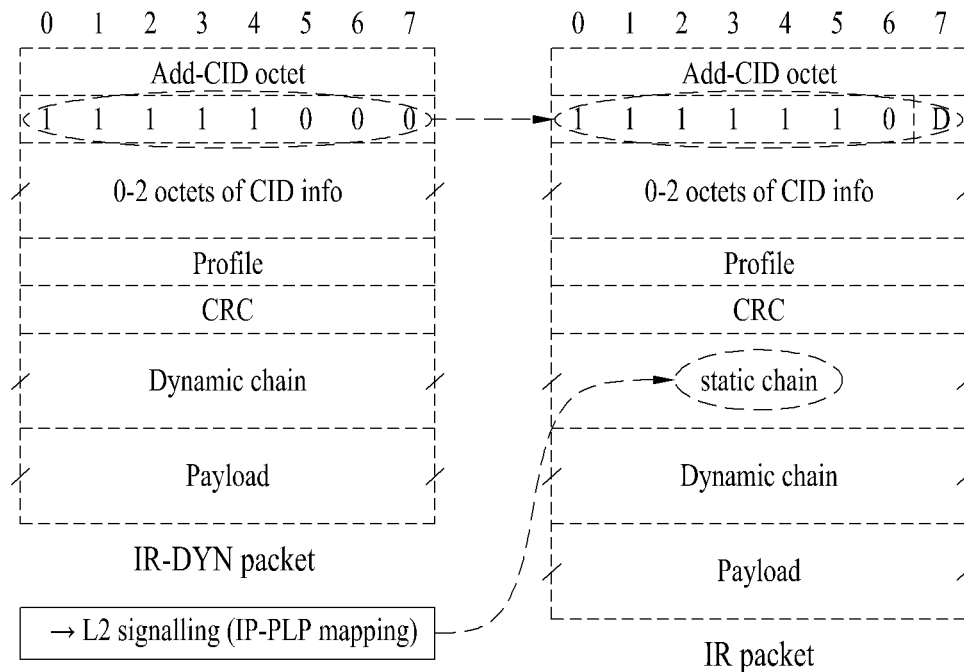 0 1 2 3 4 5 6 7
Add-CID octet
1 1 1 1 1 0 0 0
0-2 octets of CID info
Profile
CRC
Dynamic chain
Payload
IR-DYN packet
→ L2 signalling (IP-PLP mapping)
0 1 2 3 4 5 6 7
Add-CID octet
1 1 1 1 1 1 0 D
0-2 octets of CID info
Profile
CRC
static chain
Dynamic chain
Payload
IR packet